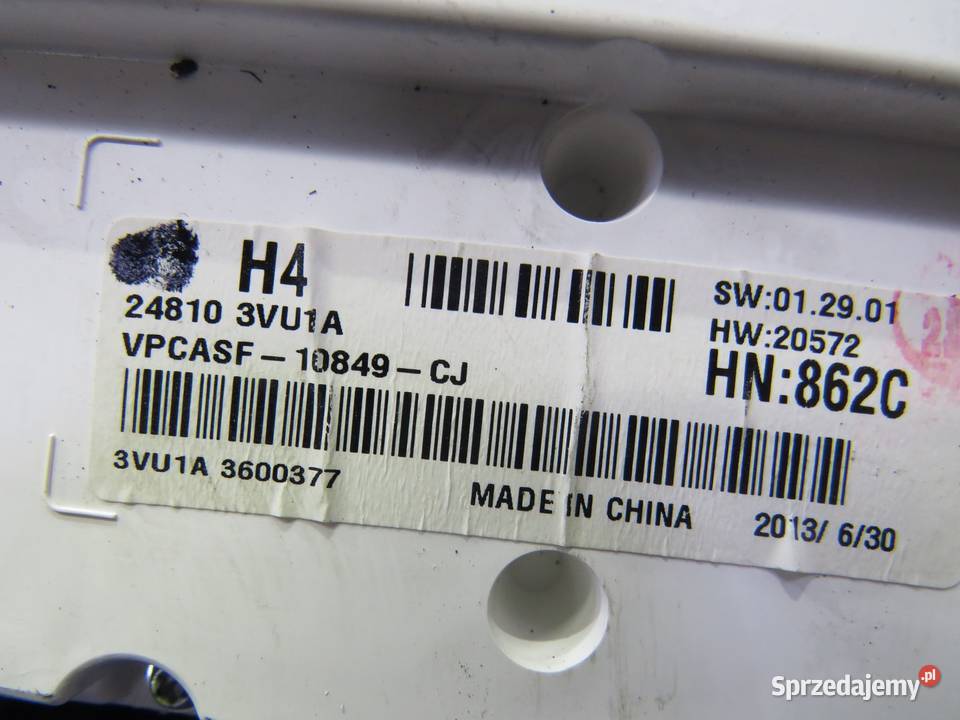 H4
24810 3VU1A
VPCASF-10849-CJ
3VU1A 3600377
SW:01.29.01
HW:20572
HN:862C
MADE IN CHINA
2013/ 6/30
Sprzedajemy.pl